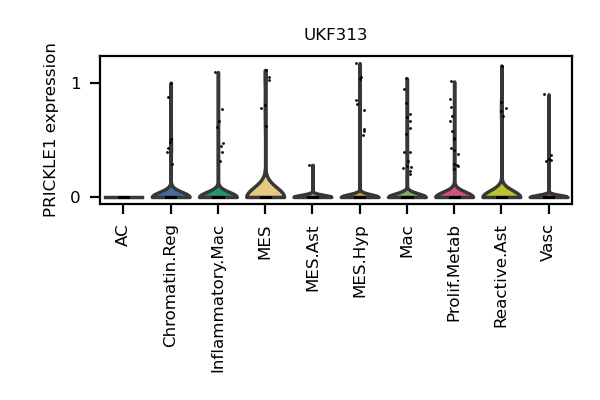 UKF313
PRICKLE1 expression
1
0
AC
Chromatin.Reg
Inflammatory.Mac
MES
MES.Ast
MES.Hyp
Mac
Prolif.Metab
Reactive.Ast
Vasc